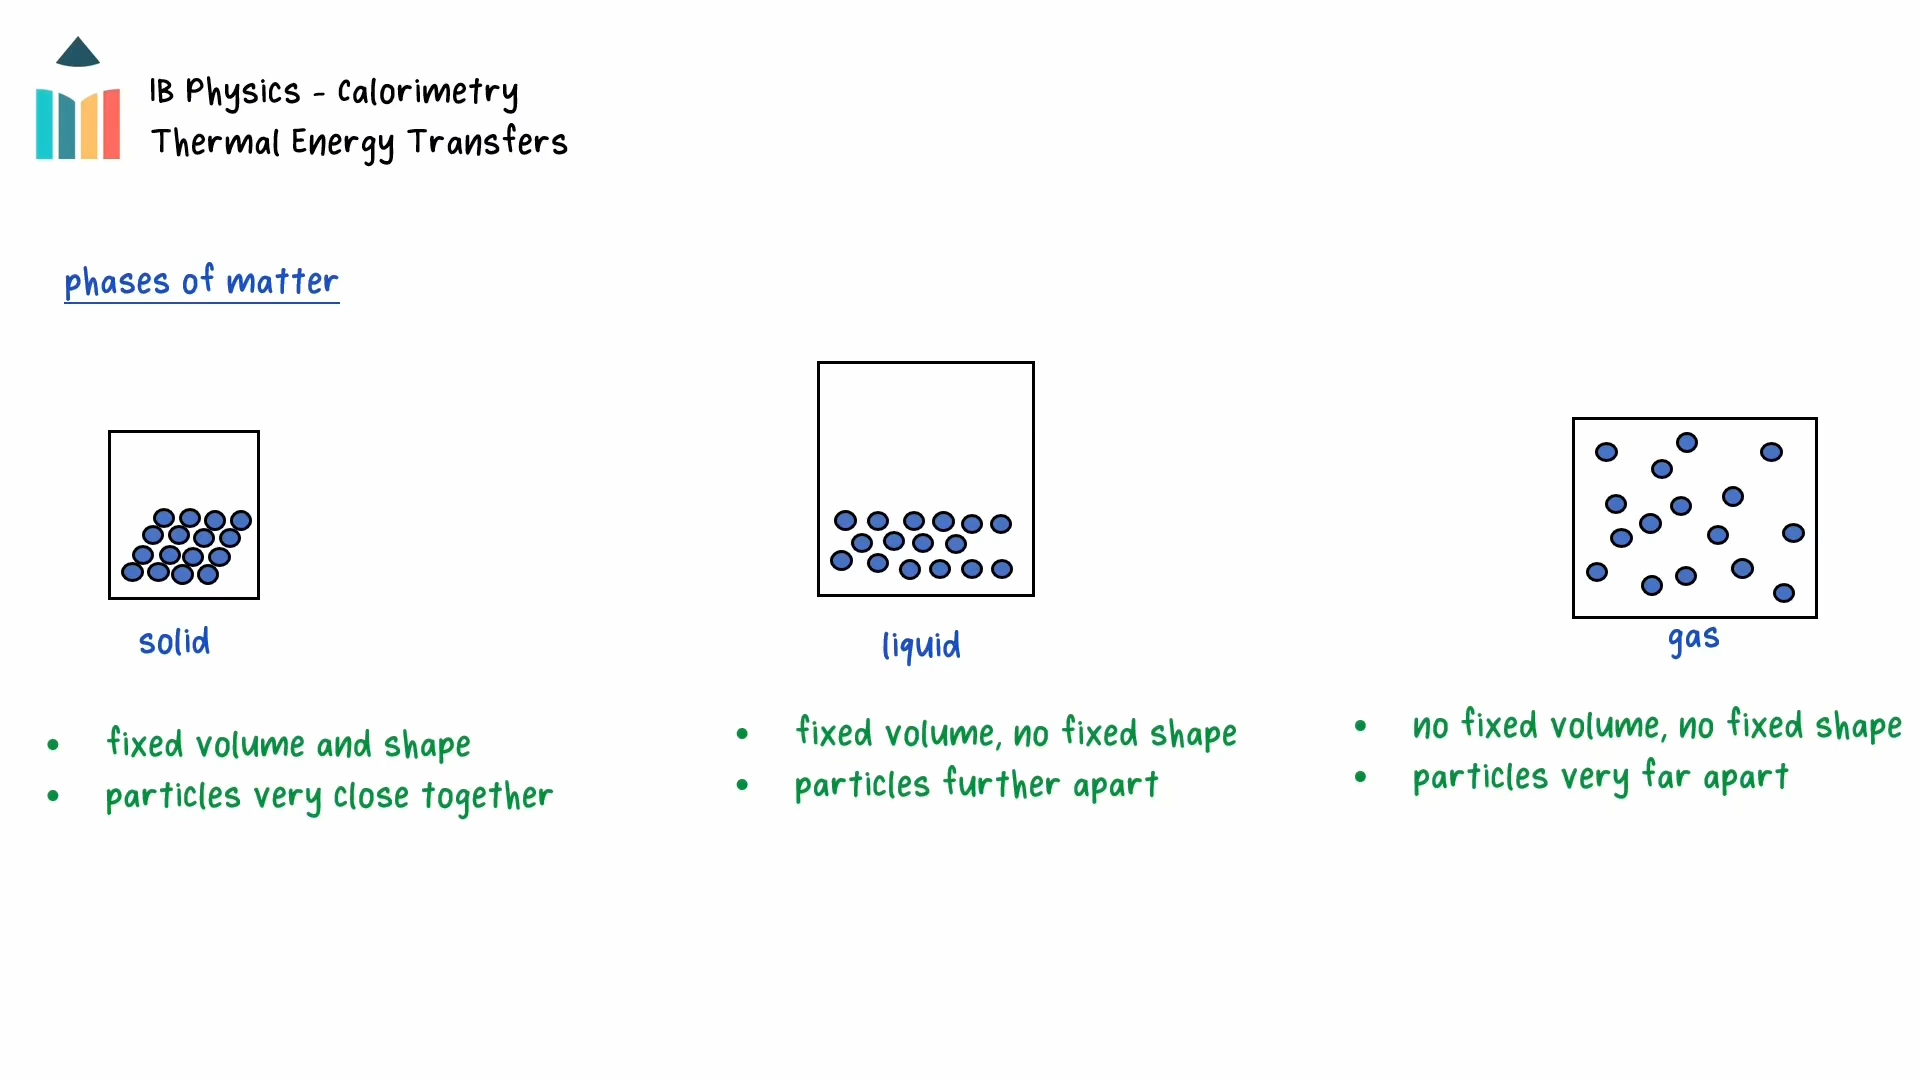 IB Physics - Calorimetry
Thermal Energy Transfers
phases of matter
solid
liquid
gas
• fixed volume and shape
• particles very close together
• fixed volume, no fixed shape
• particles further apart
• no fixed volume, no fixed shape
• particles very far apart